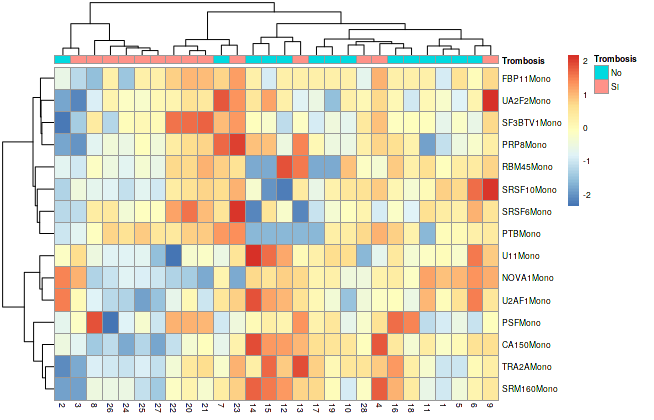 Trombosis
FBP11Mono
UA2F2Mono
SF3BTV1Mono
PRP8Mono
RBM45Mono
SRSF10Mono
SRSF6Mono
PTBMono
U11Mono
NOVA1Mono
U2AF1Mono
PSFMono
CA150Mono
TRA2AMono
SRM160Mono
2 3 8 26 24 25 27 22 20 21 7 23 14 15 12 13 17 19 10 28 4 16 18 11 1 5 6 9
2
1
0
-1
-2
Trombosis
No
SI